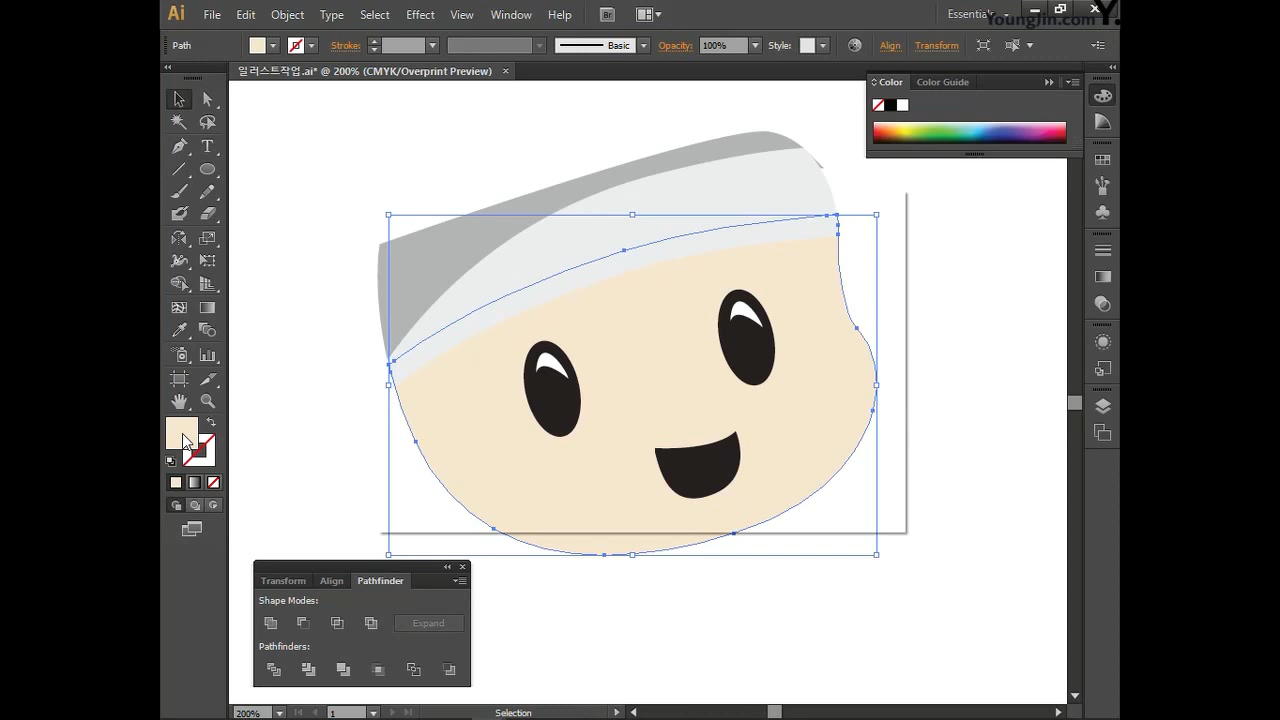 Ai File Edit Object Type Select Effect View Window Help Br Essentials
YoungJin.com Y.
Path Stroke: Basic Opacity: 100% Style: Align Transform
일러스트작업.ai* @ 200% (CMYK/Overprint Preview) ×
Color Color Guide
Transform Align Pathfinder
Shape Modes:
Expand
Pathfinders:
200% 1 Selection